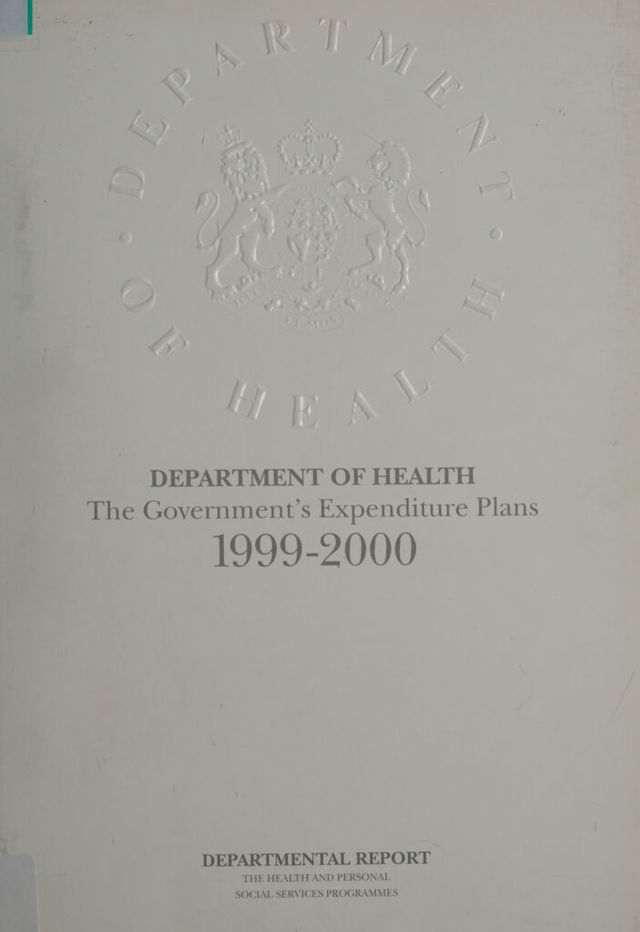 DEPARTMENT
OF HEALTH
DEPARTMENT OF HEALTH
The Government's Expenditure Plans
1999-2000
DEPARTMENTAL REPORT
THE HEALTH AND PERSONAL
SOCIAL SERVICES PROGRAMMES